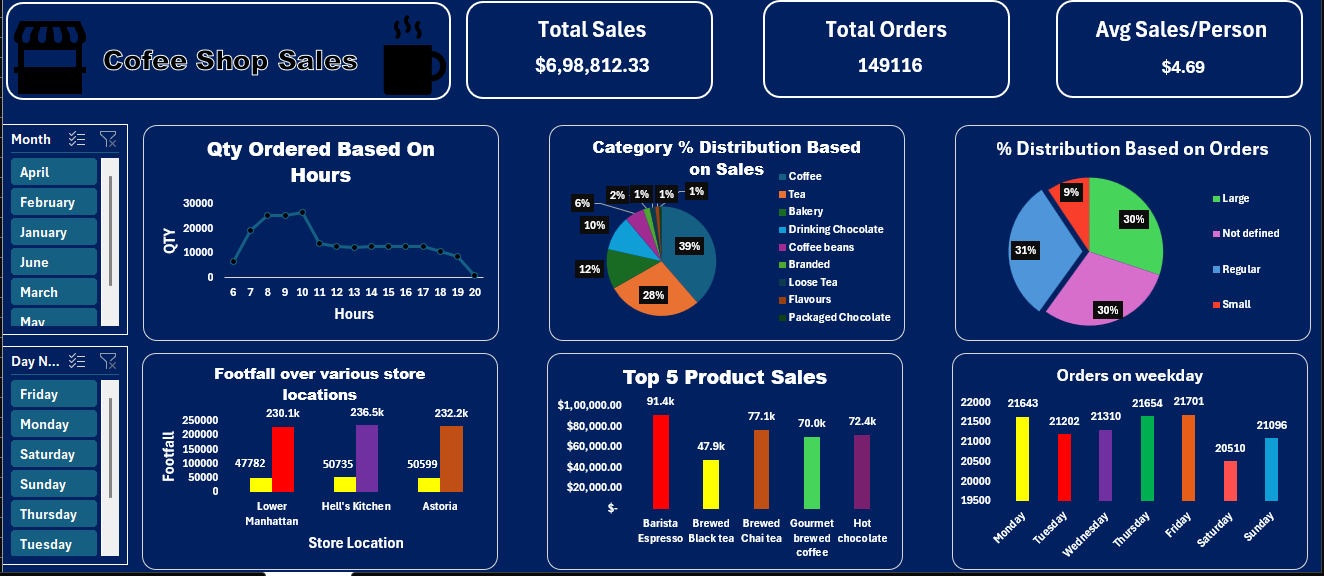 Cofee Shop Sales
Total Sales
$6,98,812.33
Total Orders
149116
Avg Sales/Person
$4.69
Month
April
February
January
June
March
May
Day N...
Friday
Monday
Saturday
Sunday
Thursday
Tuesday
Qty Ordered Based On
Hours
QTY
30000
20000
10000
0
6 7 8 9 10 11 12 13 14 15 16 17 18 19 20
Hours
Category % Distribution Based
on Sales
39%
28%
12%
10%
6%
2%
1%
1%
1%
Coffee
Tea
Bakery
Drinking Chocolate
Coffee beans
Branded
Loose Tea
Flavours
Packaged Chocolate
% Distribution Based on Orders
30%
30%
31%
9%
Large
Not defined
Regular
Small
Footfall over various store
locations
Footfall
250000
200000
150000
100000
50000
0
47782
230.1k
50735
236.5k
50599
232.2k
Lower
Manhattan
Hell's Kitchen
Astoria
Store Location
Top 5 Product Sales
$1,00,000.00
$80,000.00
$60,000.00
$40,000.00
$20,000.00
$-
91.4k
47.9k
77.1k
70.0k
72.4k
Barista
Espresso
Brewed
Black tea
Brewed
Chai tea
Gourmet
brewed
coffee
Hot
chocolate
Orders on weekday
22000
21500
21000
20500
20000
19500
21643
21202
21310
21654
21701
20510
21096
Monday
Tuesday
Wednesday
Thursday
Friday
Saturday
Sunday